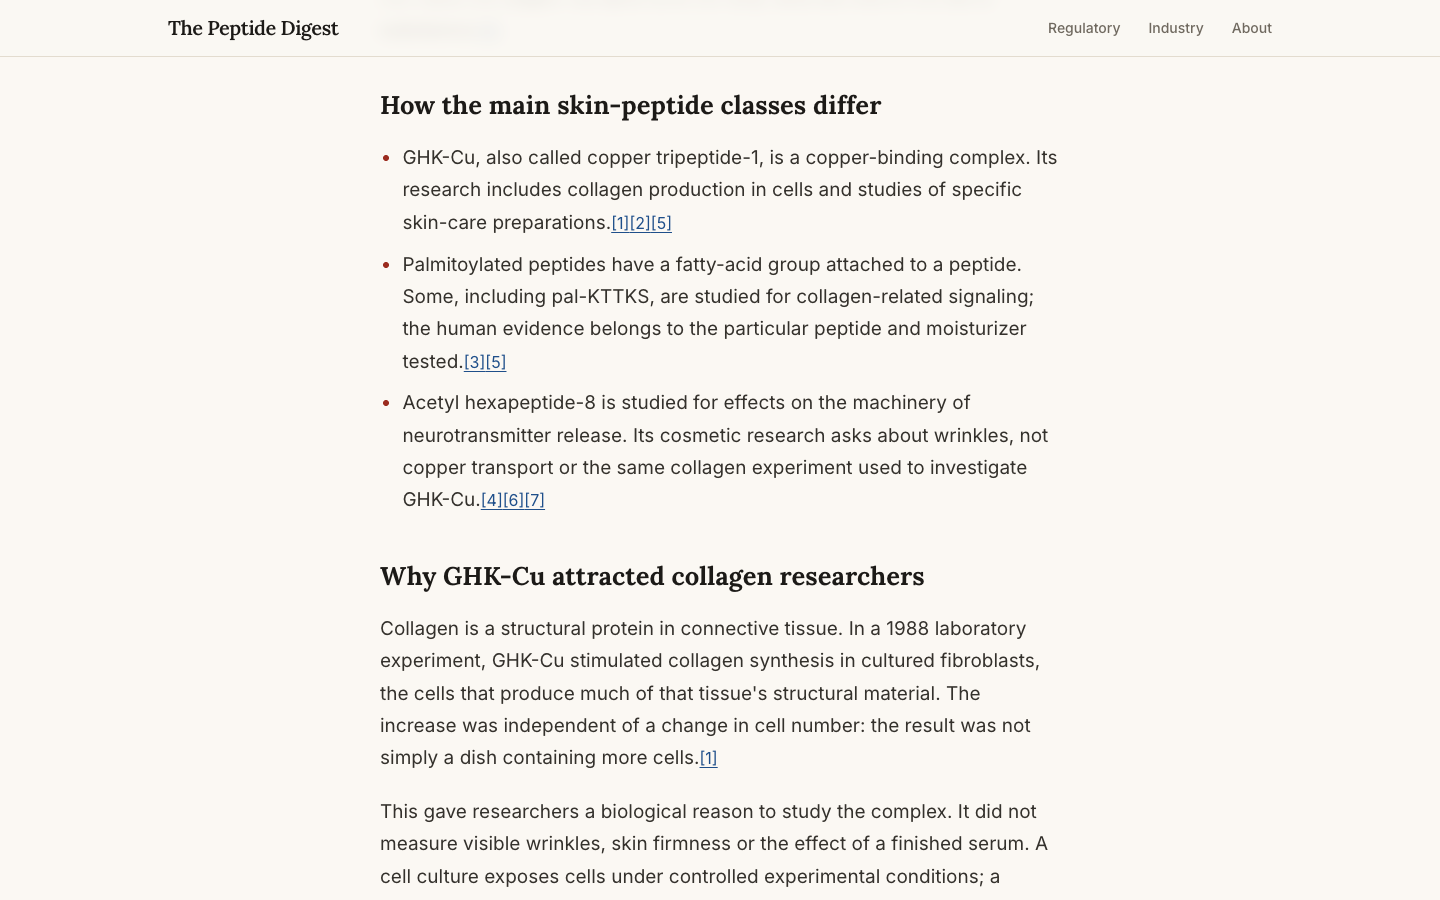 The Peptide Digest
Regulatory
Industry
About
How the main skin-peptide classes differ
• GHK-Cu, also called copper tripeptide-1, is a copper-binding complex. Its
research includes collagen production in cells and studies of specific
skin-care preparations.[1][2][5]
• Palmitoylated peptides have a fatty-acid group attached to a peptide.
Some, including pal-KTTKS, are studied for collagen-related signaling;
the human evidence belongs to the particular peptide and moisturizer
tested.[3][5]
• Acetyl hexapeptide-8 is studied for effects on the machinery of
neurotransmitter release. Its cosmetic research asks about wrinkles, not
copper transport or the same collagen experiment used to investigate
GHK-Cu.[4][6][7]
Why GHK-Cu attracted collagen researchers
Collagen is a structural protein in connective tissue. In a 1988 laboratory
experiment, GHK-Cu stimulated collagen synthesis in cultured fibroblasts,
the cells that produce much of that tissue's structural material. The
increase was independent of a change in cell number: the result was not
simply a dish containing more cells.[1]
This gave researchers a biological reason to study the complex. It did not
measure visible wrinkles, skin firmness or the effect of a finished serum. A
cell culture exposes cells under controlled experimental conditions; a